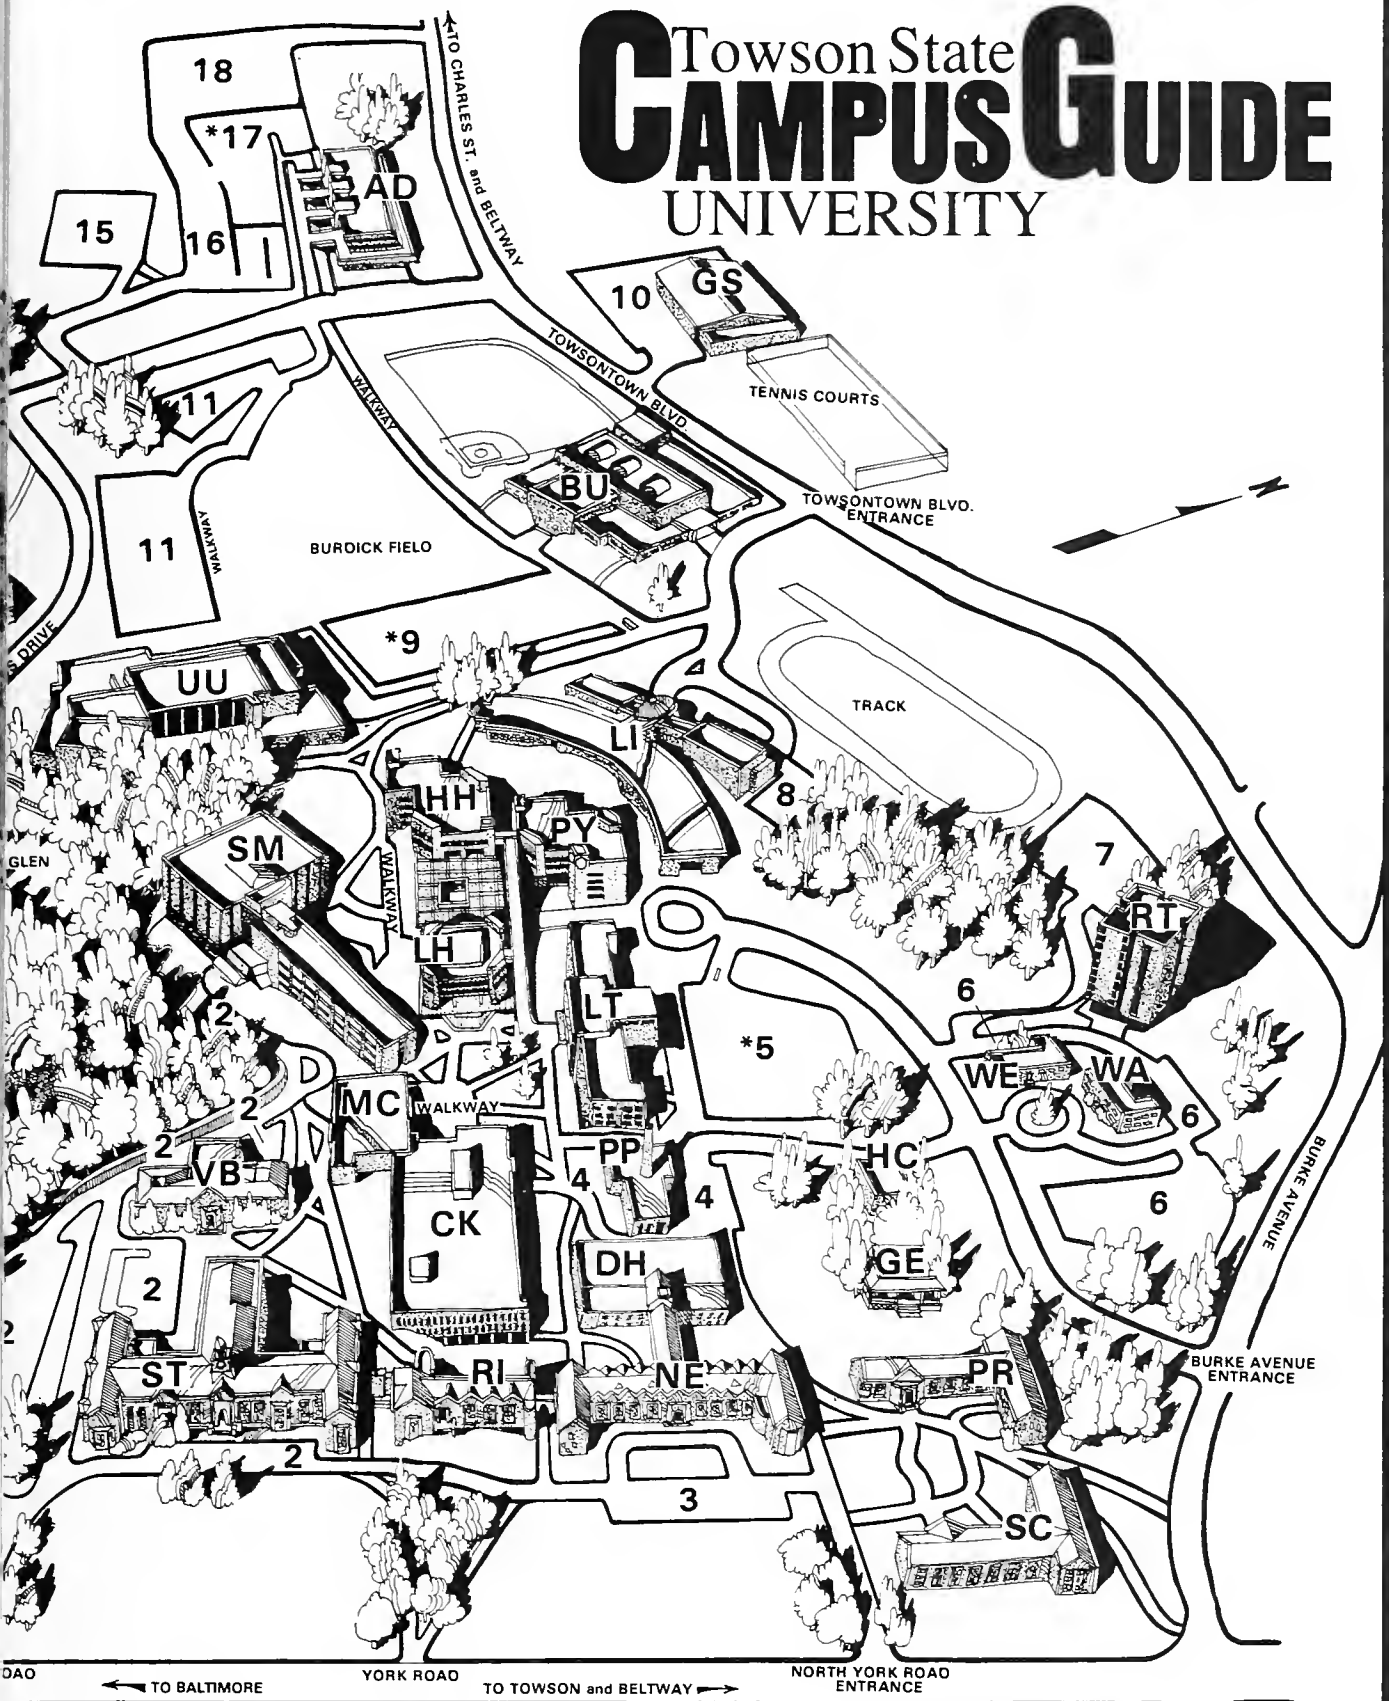 Towson State
CAMPUS GUIDE
UNIVERSITY
TO CHARLES ST. and BELTWAY
18
*17
AD
15
16
10
GS
TOWSONTOWN BLVD.
TENNIS COURTS
WALKWAY
11
BU
TOWSONTOWN BLVD.
ENTRANCE
N
WALKWAY
11
BURDICK FIELD
S DRIVE
*9
UU
TRACK
LI
HH
8
PY
SM
GLEN
WALKWAY
7
RT
LH
LT
6
2
*5
WE
WA
MC
WALKWAY
2
6
2
PP
HC
VB
4
4
6
CK
BURKE AVENUE
DH
GE
2
2
ST
RI
NE
PR
BURKE AVENUE
ENTRANCE
2
3
SC
OAD
TO BALTIMORE
YORK ROAD
TO TOWSON and BELTWAY
NORTH YORK ROAD
ENTRANCE